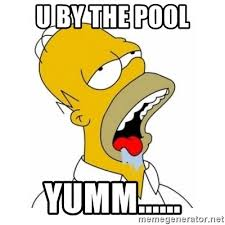 U BY THE POOL
YUMM......
memegenerator.net